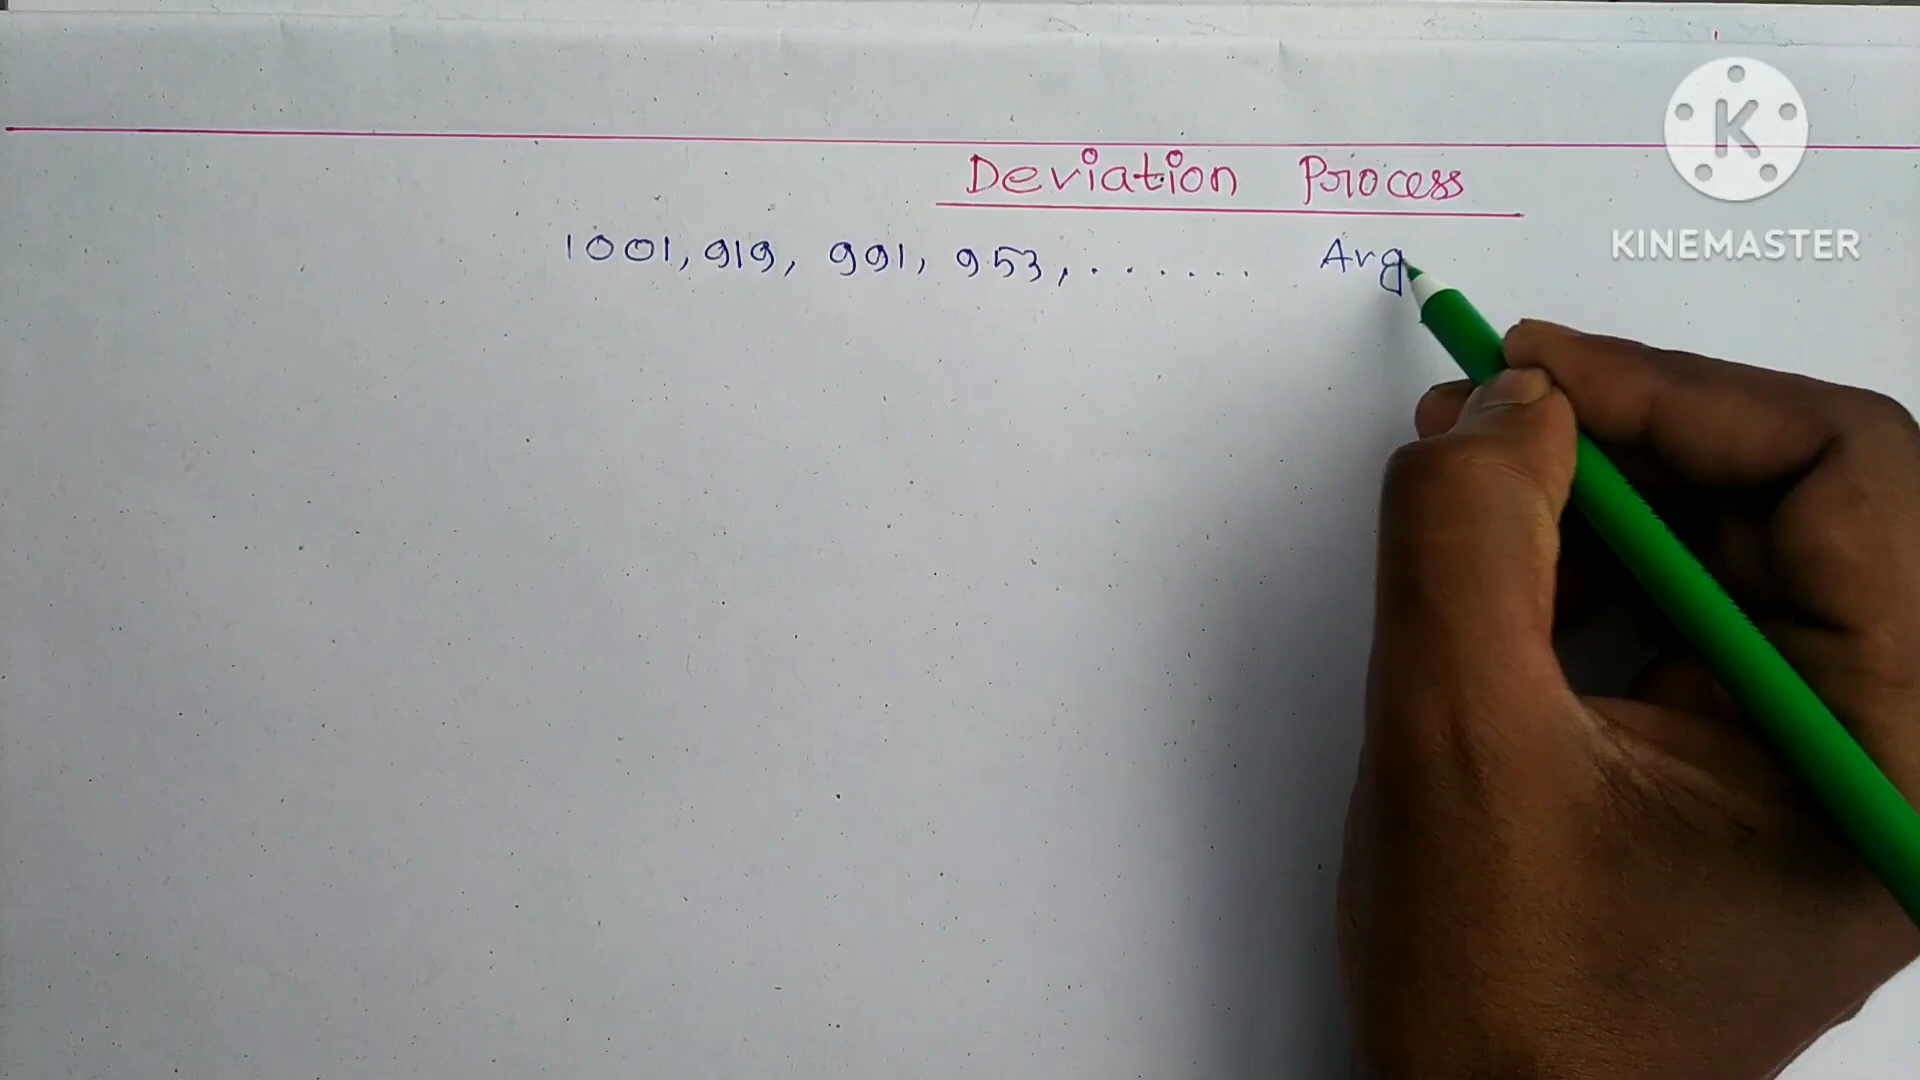 Deviation Process
1001, 919, 991, 953, ....... Avg
K
KINEMASTER